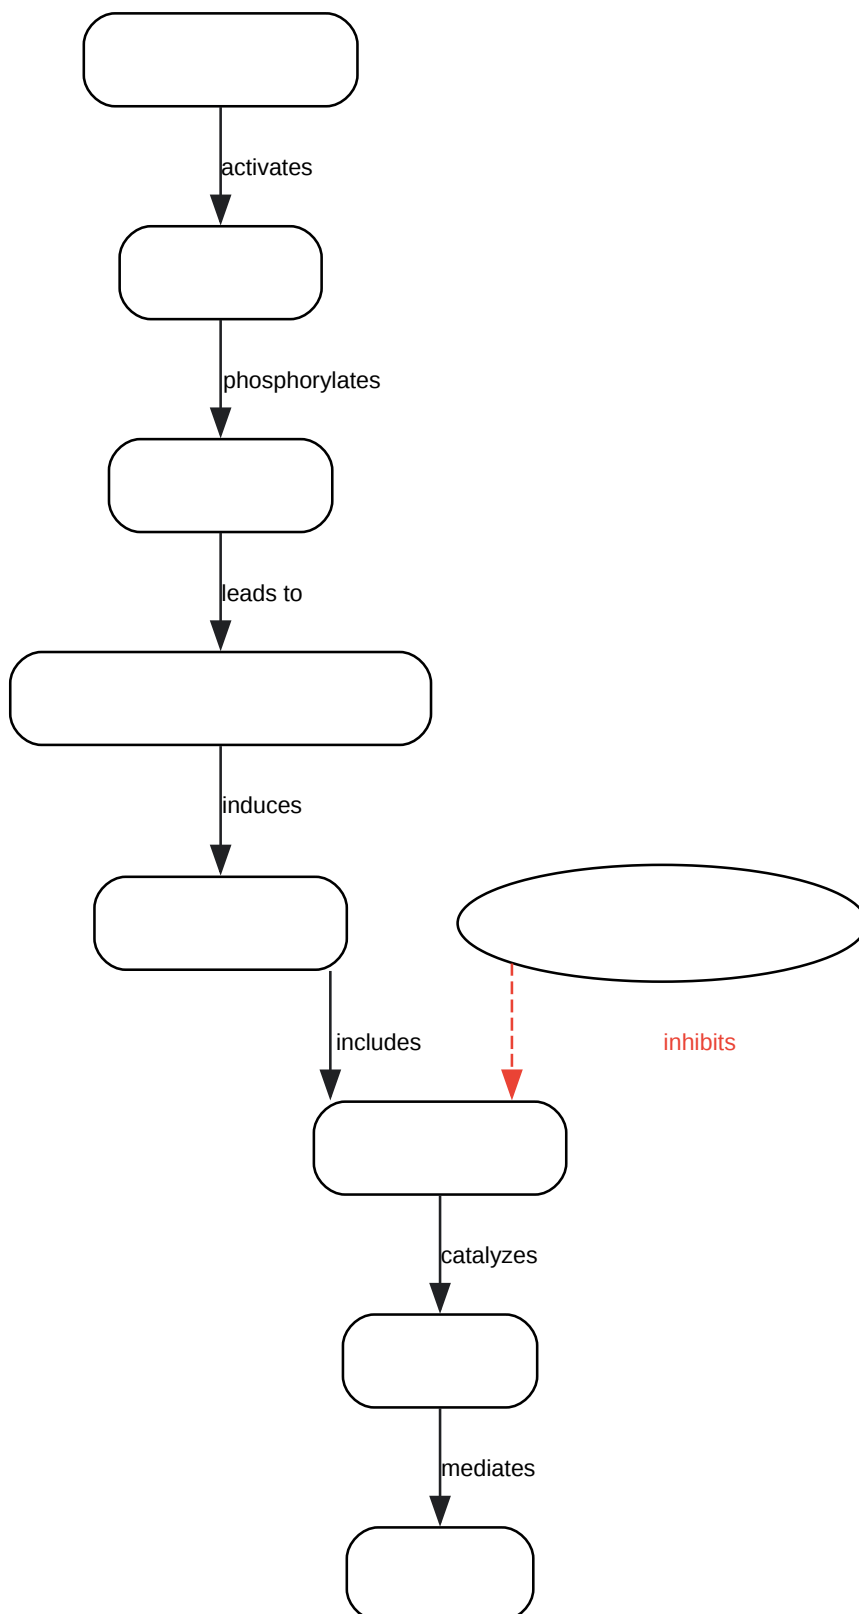 activates
phosphorylates
leads to
induces
includes
inhibits
catalyzes
mediates